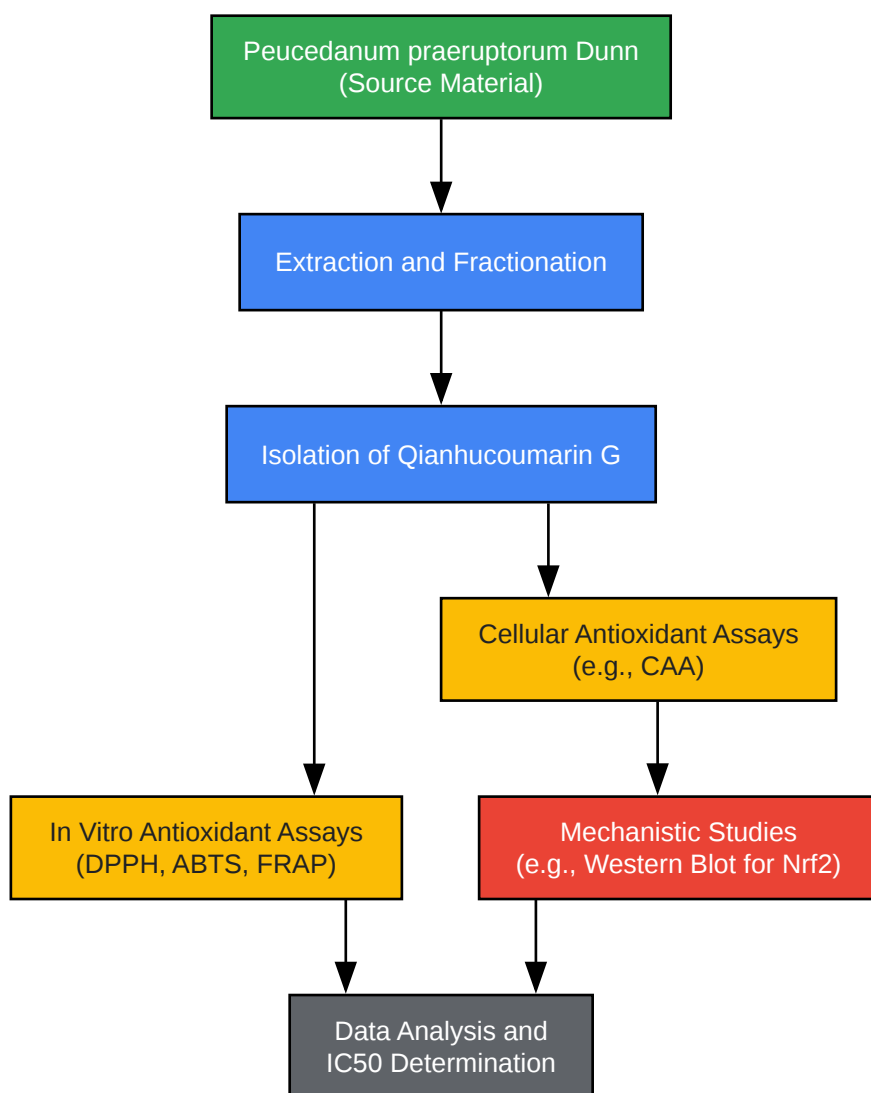 Peucedanum praeruptorum Dunn
(Source Material)
Extraction and Fractionation
Isolation of Qianhucoumarin G
Cellular Antioxidant Assays
(e.g., CAA)
In Vitro Antioxidant Assays
(DPPH, ABTS, FRAP)
Mechanistic Studies
(e.g., Western Blot for Nrf2)
Data Analysis and
IC50 Determination